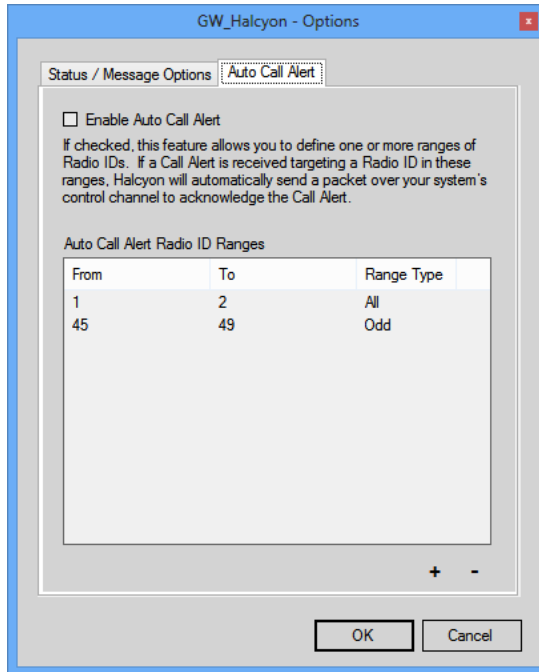 GW_Halcyon - Options
x
Status / Message Options Auto Call Alert
Enable Auto Call Alert
If checked, this feature allows you to define one or more ranges of
Radio IDs. If a Call Alert is received targeting a Radio ID in these
ranges, Halcyon will automatically send a packet over your system's
control channel to acknowledge the Call Alert.
Auto Call Alert Radio ID Ranges
From To Range Type
1 2 All
45 49 Odd
+ -
OK Cancel